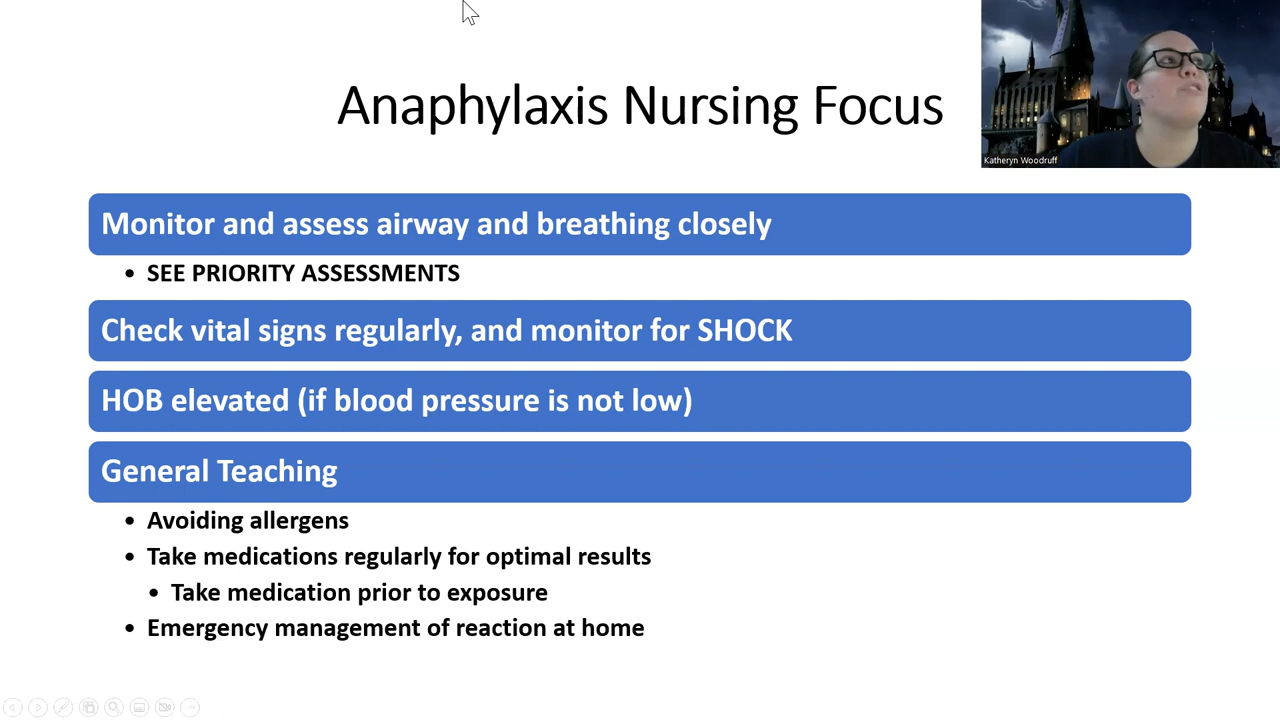 Anaphylaxis Nursing Focus
Katheryn Woodruff
Monitor and assess airway and breathing closely
• SEE PRIORITY ASSESSMENTS
Check vital signs regularly, and monitor for SHOCK
HOB elevated (if blood pressure is not low)
General Teaching
• Avoiding allergens
• Take medications regularly for optimal results
• Take medication prior to exposure
• Emergency management of reaction at home